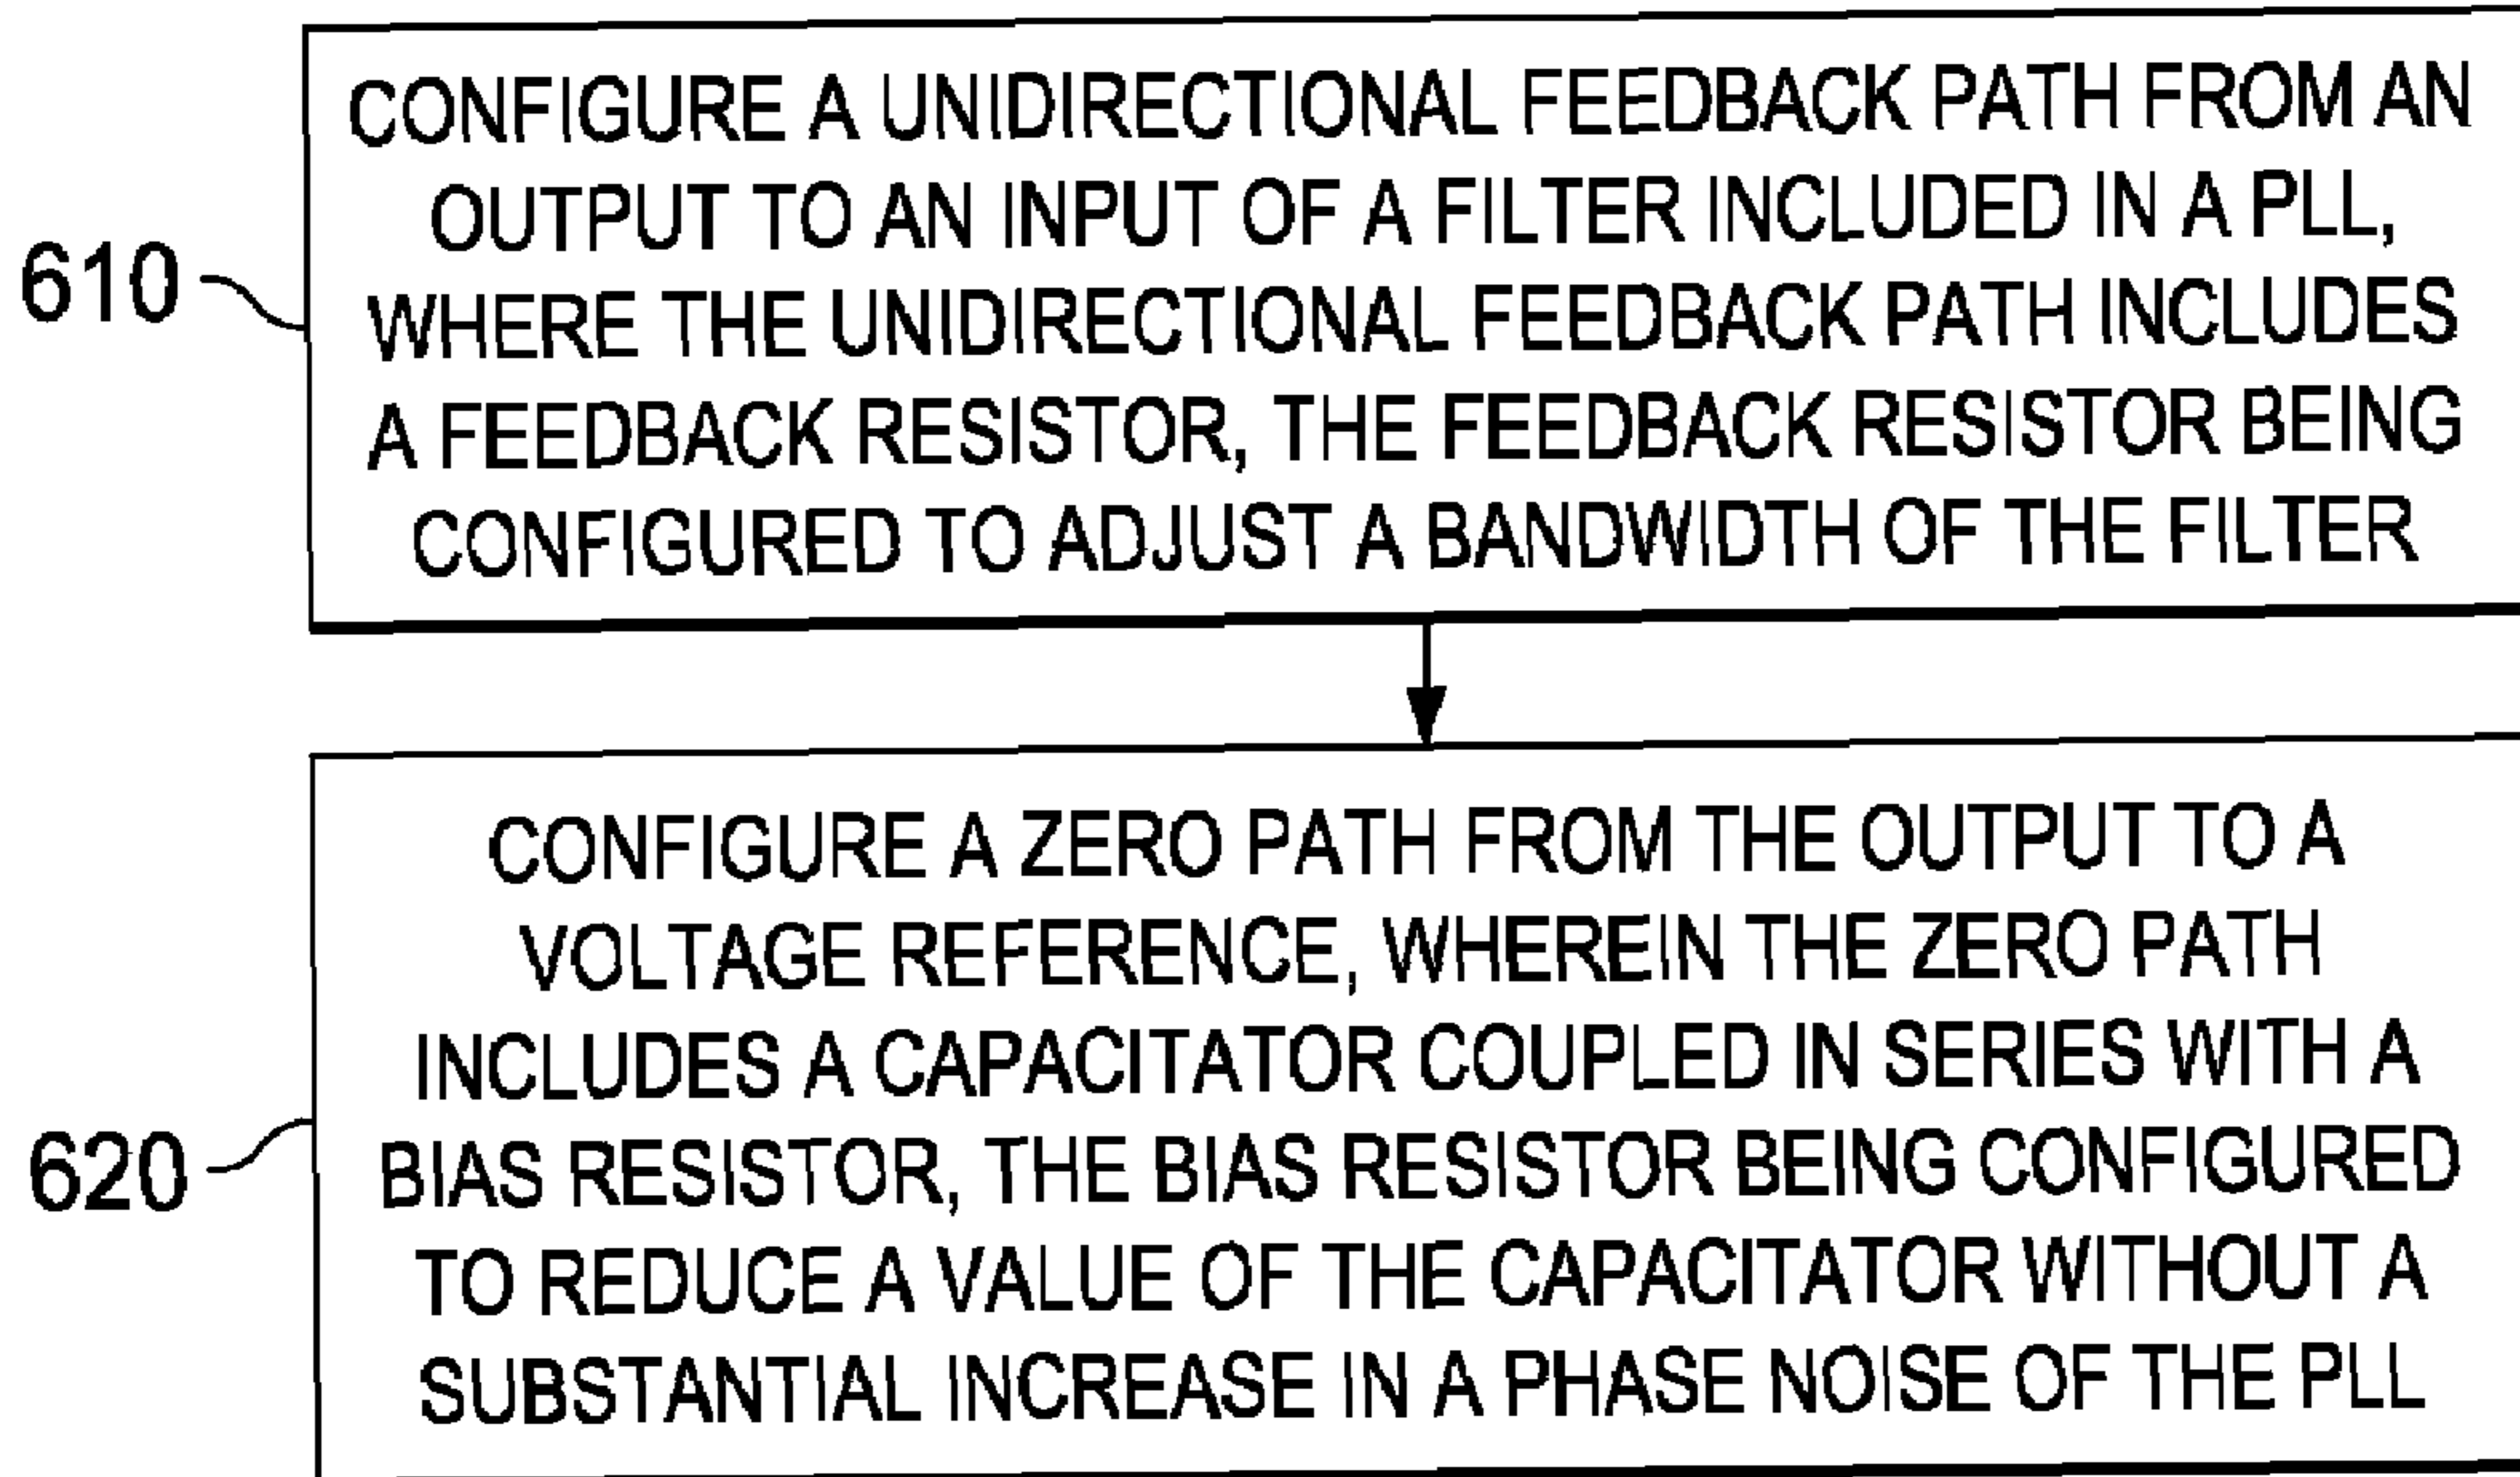 CONFIGURE A UNIDIRECTIONAL FEEDBACK PATH FROM AN
OUTPUT TO AN INPUT OF A FILTER INCLUDED IN A PLL,
WHERE THE UNIDIRECTIONAL FEEDBACK PATH INCLUDES
A FEEDBACK RESISTOR, THE FEEDBACK RESISTOR BEING
CONFIGURED TO ADJUST A BANDWIDTH OF THE FILTER
610
CONFIGURE A ZERO PATH FROM THE OUTPUT TO A
VOLTAGE REFERENCE, WHEREIN THE ZERO PATH
INCLUDES A CAPACITATOR COUPLED IN SERIES WITH A
BIAS RESISTOR, THE BIAS RESISTOR BEING CONFIGURED
TO REDUCE A VALUE OF THE CAPACITATOR WITHOUT A
SUBSTANTIAL INCREASE IN A PHASE NOISE OF THE PLL
620